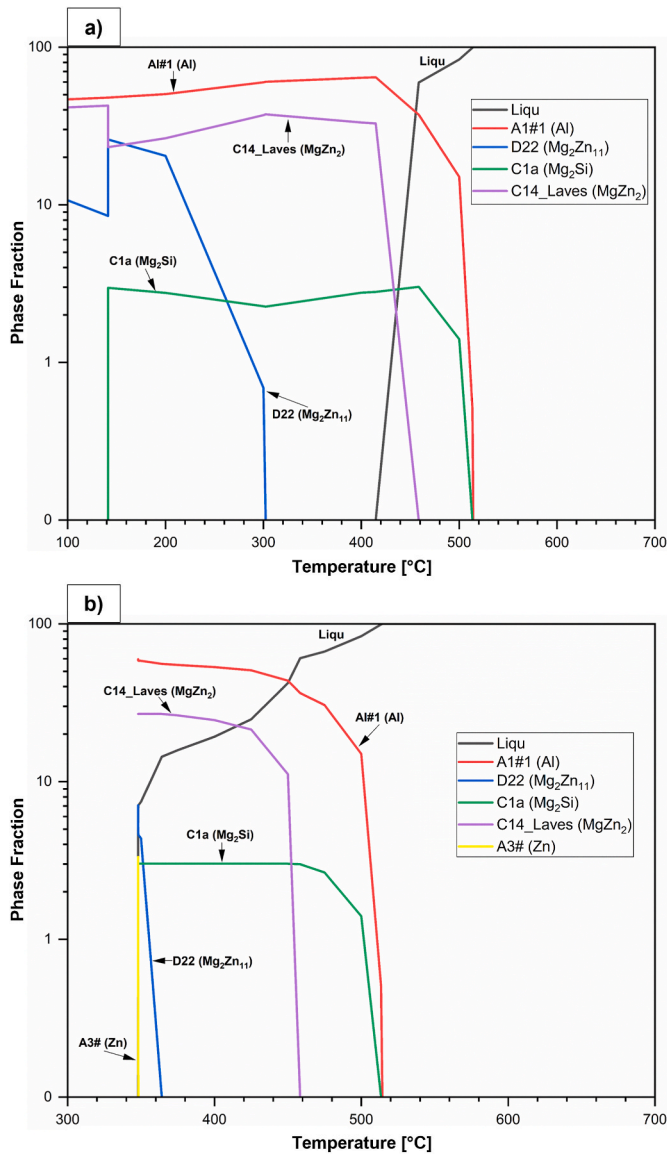 a)
100
10
1
0
Phase Fraction
Al#1 (Al)
Liqu
C14_Laves (MgZn₂)
C1a (Mg₂Si)
D22 (Mg₂Zn₁₁)
Liqu
A1#1 (Al)
D22 (Mg₂Zn₁₁)
C1a (Mg₂Si)
C14_Laves (MgZn₂)
100 200 300 400 500 600 700
Temperature [°C]
b)
100
10
1
0
Phase Fraction
Liqu
C14_Laves (MgZn₂)
Al#1 (Al)
C1a (Mg₂Si)
D22 (Mg₂Zn₁₁)
A3# (Zn)
Liqu
A1#1 (Al)
D22 (Mg₂Zn₁₁)
C1a (Mg₂Si)
C14_Laves (MgZn₂)
A3# (Zn)
300 400 500 600 700
Temperature [°C]